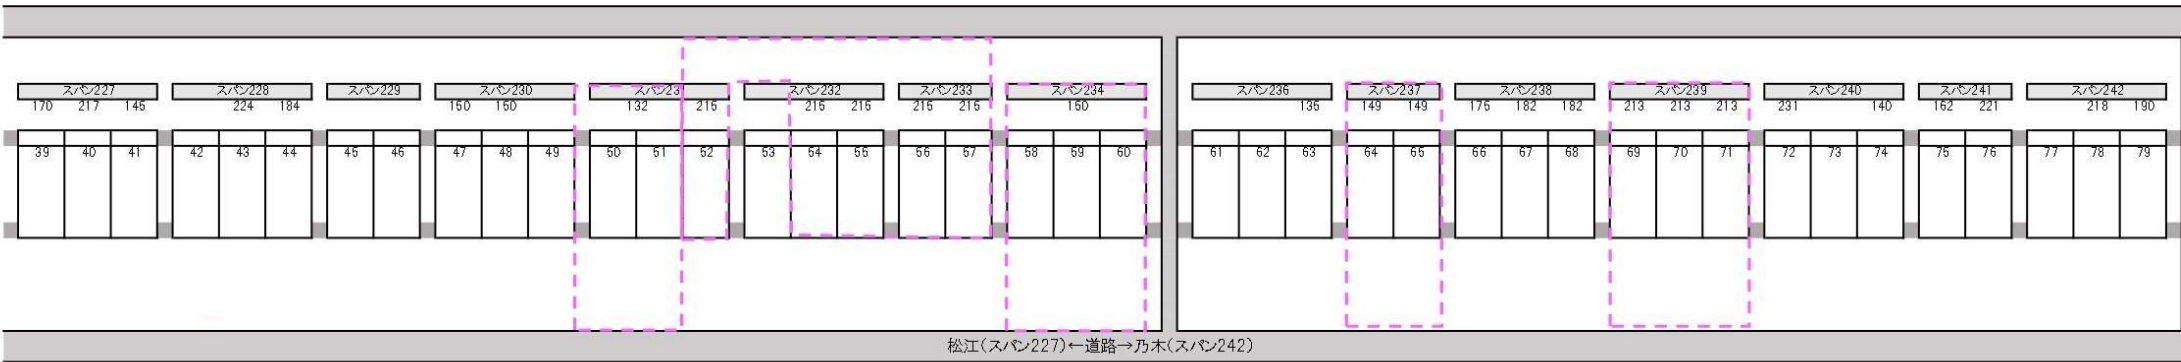 スパン227 スパン228 スパン229 スパン230 スパン23 スパン232 スパン233 スパン234 スパン236 スパン237 スパン238 スパン239 スパン240 スパン241 スパン242
170 217 145 224 184 150 150 132 215 215 215 215 215 150 135 149 149 175 182 182 213 213 213 231 140 162 221 218 190
39 40 41 42 43 44 45 46 47 48 49 50 51 52 53 54 55 56 57 58 59 60 61 62 63 64 65 66 67 68 69 70 71 72 73 74 75 76 77 78 79
松江(スパン227)←道路→乃木(スパン242)